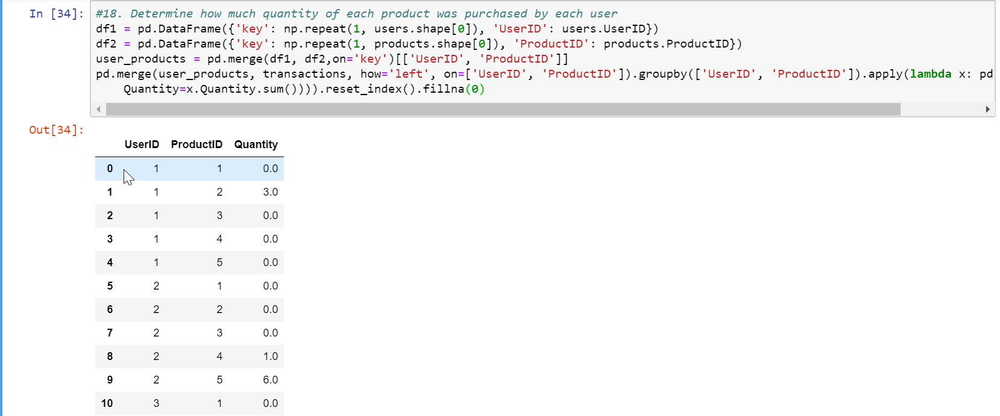 In [34]:
#18. Determine how much quantity of each product was purchased by each user
df1 = pd.DataFrame({'key': np.repeat(1, users.shape[0]), 'UserID': users.UserID})
df2 = pd.DataFrame({'key': np.repeat(1, products.shape[0]), 'ProductID': products.ProductID})
user_products = pd.merge(df1, df2,on='key')[['UserID', 'ProductID']]
pd.merge(user_products, transactions, how='left', on=['UserID', 'ProductID']).groupby(['UserID', 'ProductID']).apply(lambda x: pd
Quantity=x.Quantity.sum()))).reset_index().fillna(0)
Out[34]:
UserID ProductID Quantity
0 1 1 0.0
1 1 2 3.0
2 1 3 0.0
3 1 4 0.0
4 1 5 0.0
5 2 1 0.0
6 2 2 0.0
7 2 3 0.0
8 2 4 1.0
9 2 5 6.0
10 3 1 0.0